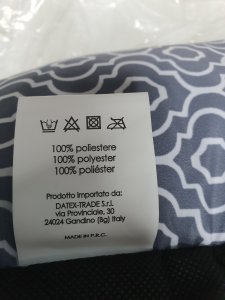 100% poliestere
100% polyester
100% poliéster
Prodotto importato da:
DATEX-TRADE S.r.l.
via Provinciale, 30
24024 Gandino (Bg) Italy
MADE IN P.R.C.